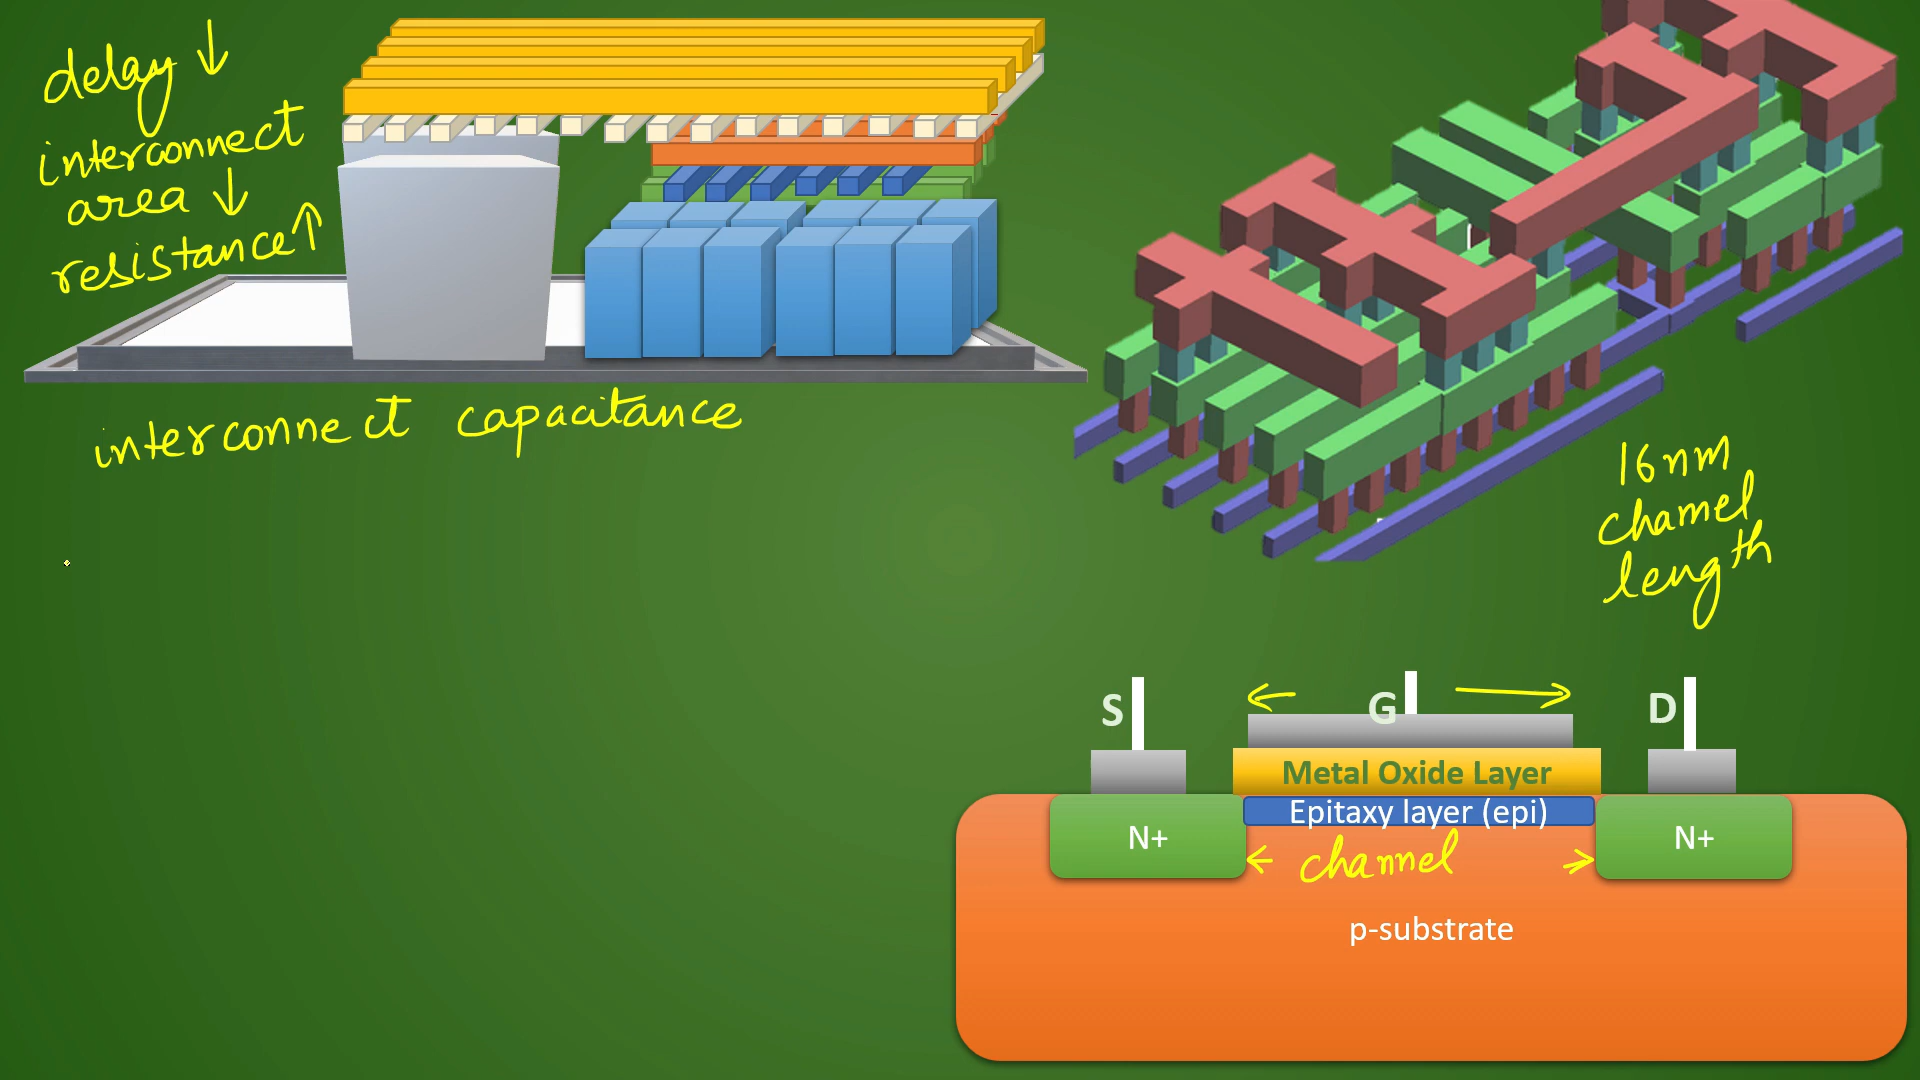 delay ↓
interconnect
area ↓
resistance ↑
interconnect capacitance
16nm
channel
length
S
G
D
Metal Oxide Layer
Epitaxy layer (epi)
N+
← channel →
N+
p-substrate